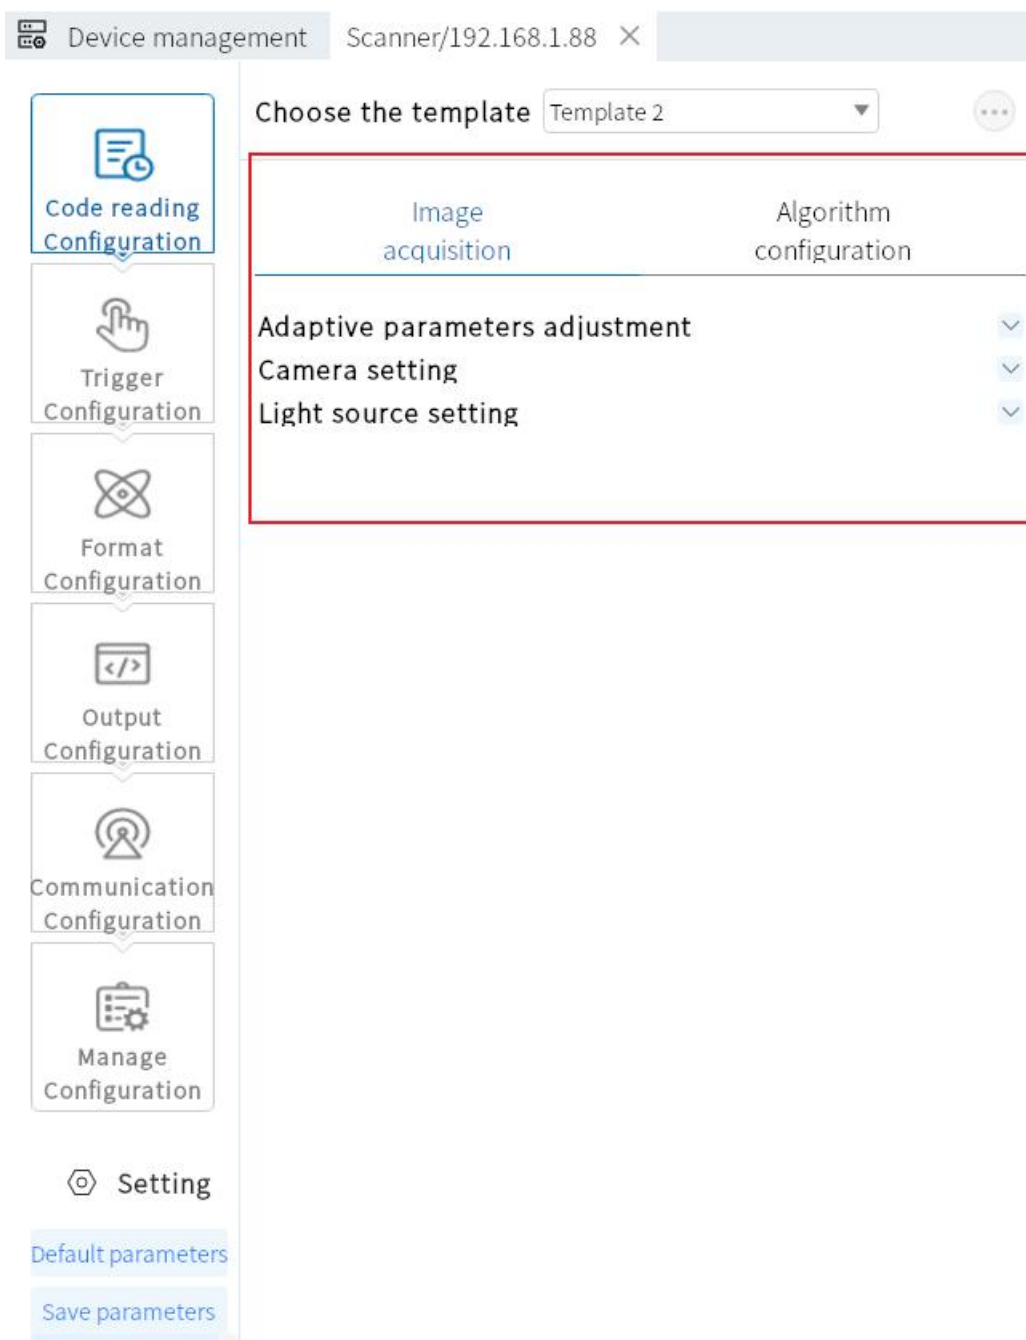 Device management
Scanner/192.168.1.88
Choose the template
Template 2
Code reading
Configuration
Image
acquisition
Algorithm
configuration
Adaptive parameters adjustment
Camera setting
Light source setting
Trigger
Configuration
Format
Configuration
Output
Configuration
Communication
Configuration
Manage
Configuration
Setting
Default parameters
Save parameters